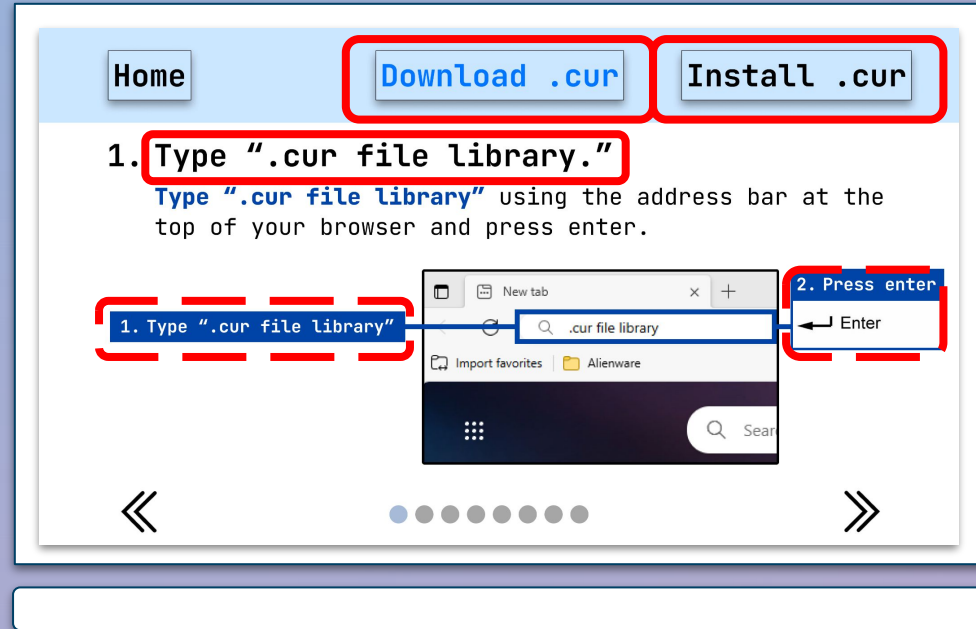 Home Download .cur Install .cur
1. Type “.cur file library.”
Type “.cur file library” using the address bar at the
top of your browser and press enter.
New tab
2. Press enter
1. Type “.cur file library”
.cur file library
Enter
Import favorites Alienware